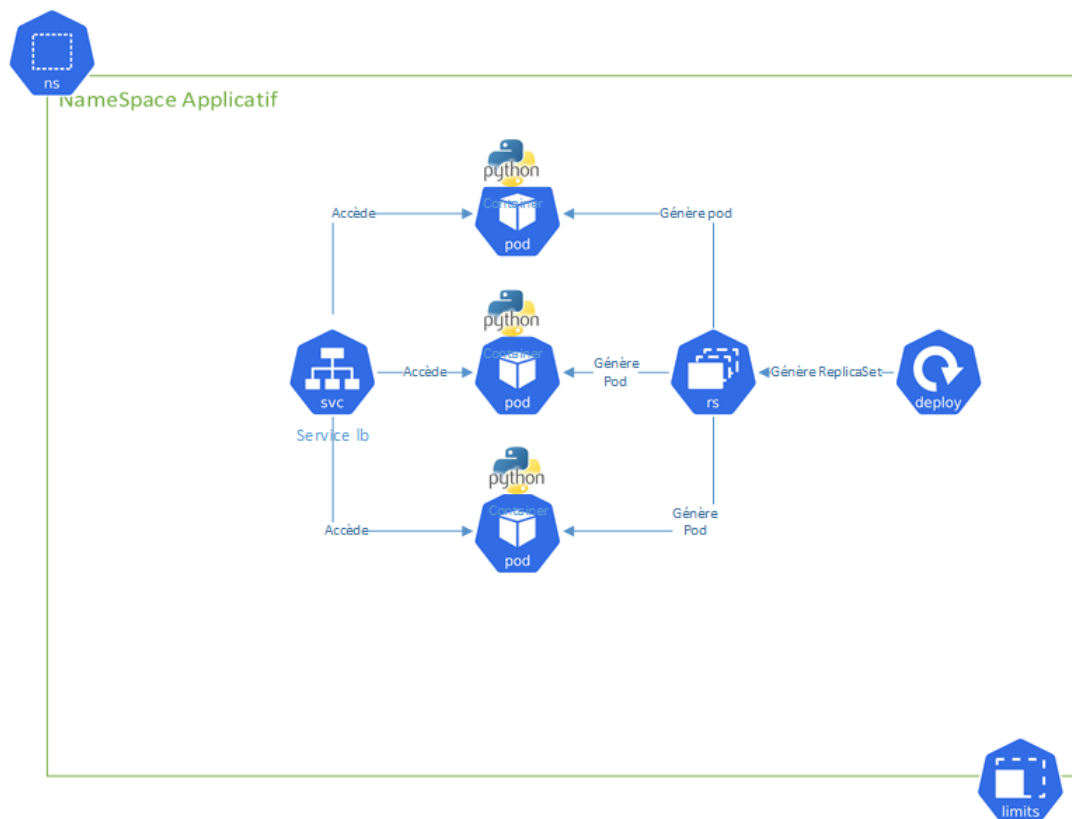 ns
NameSpace Applicatif
python
Container
pod
Accède
Génère pod
python
Container
pod
Accède
Génère
Pod
svc
Service lb
rs
Génère ReplicaSet
deploy
python
Container
pod
Accède
Génère
Pod
limits